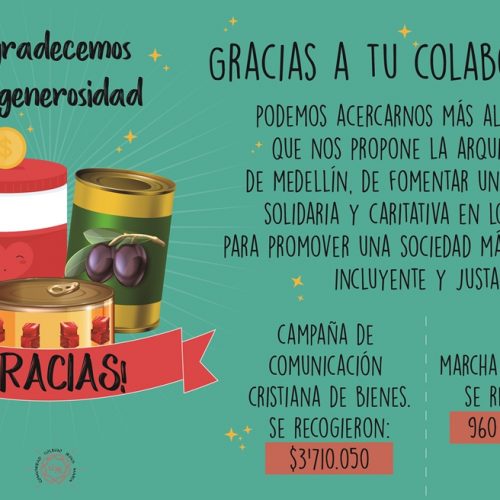 gradecemos
generosidad
GRACIAS!
GRACIAS A TU COLABO
PODEMOS ACERCARNOS MÁS AL
QUE NOS PROPONE LA ARQU
DE MEDELLÍN, DE FOMENTAR UN
SOLIDARIA Y CARITATIVA EN LO
PARA PROMOVER UNA SOCIEDAD MÁ
INCLUYENTE Y JUSTA
CAMPAÑA DE
COMUNICACIÓN
CRISTIANA DE BIENES.
SE RECOGIERON:
$3'710.050
MARCHA
SE RE
960